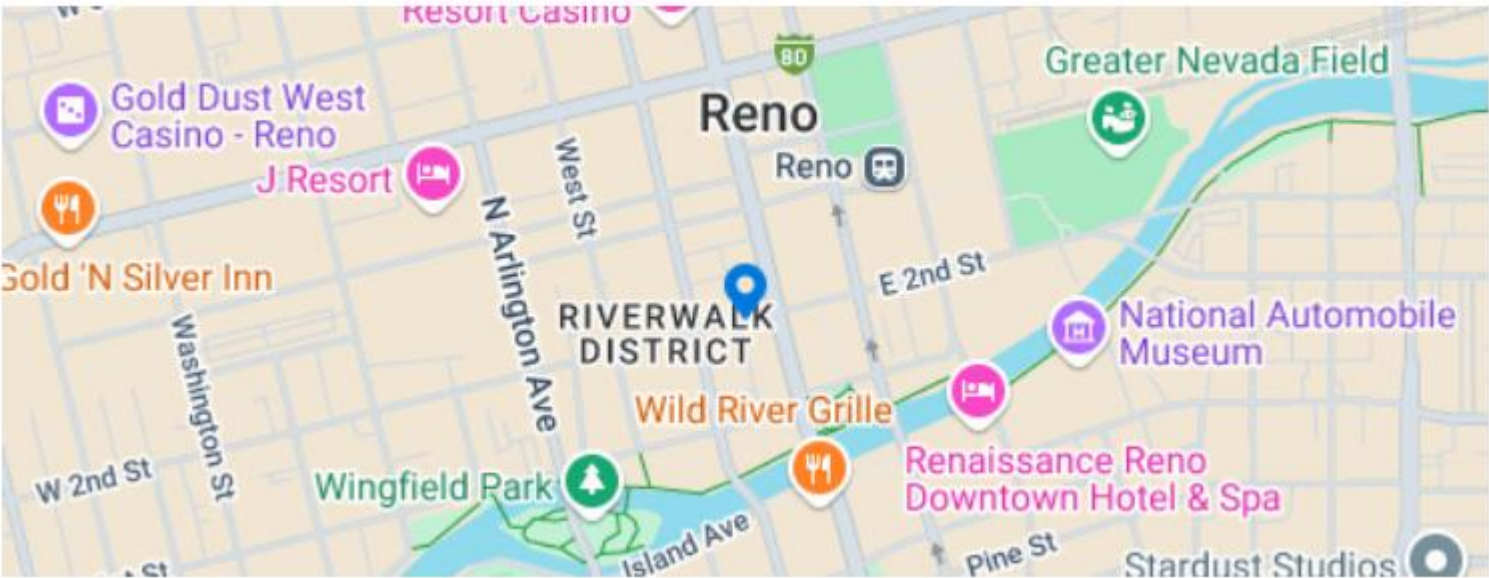 Resort Casino
80
Greater Nevada Field
Gold Dust West
Casino - Reno
Reno
West St
Reno
J Resort
N Arlington Ave
E 2nd St
Gold 'N Silver Inn
RIVERWALK
DISTRICT
National Automobile
Museum
Washington St
Wild River Grille
W 2nd St
Wingfield Park
Renaissance Reno
Downtown Hotel & Spa
Island Ave
Pine St
Stardust Studios